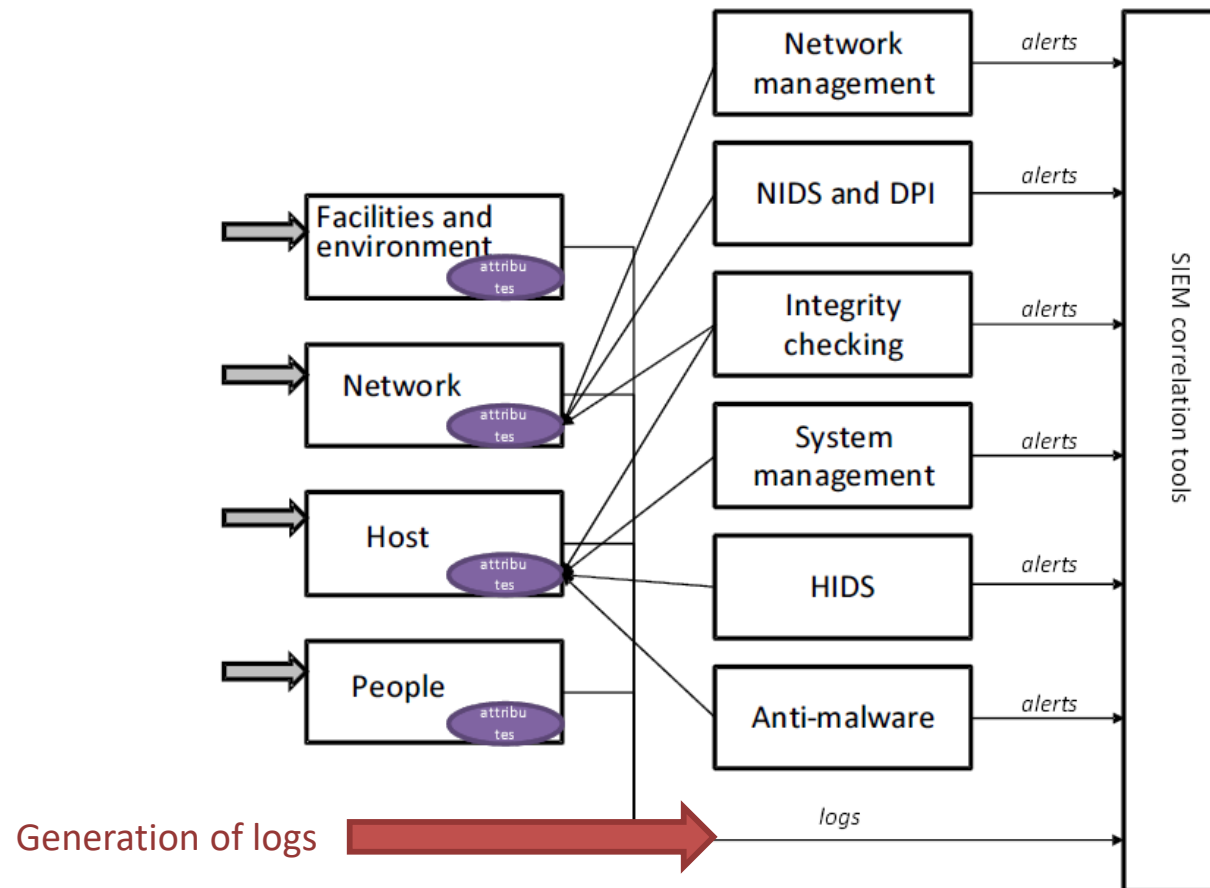 Facilities and
environment
attribu
tes
Network
attribu
tes
Host
attribu
tes
People
attribu
tes
Generation of logs
Network
management
NIDS and DPI
Integrity
checking
System
management
HIDS
Anti-malware
alerts
alerts
alerts
alerts
alerts
alerts
logs
SIEM correlation tools